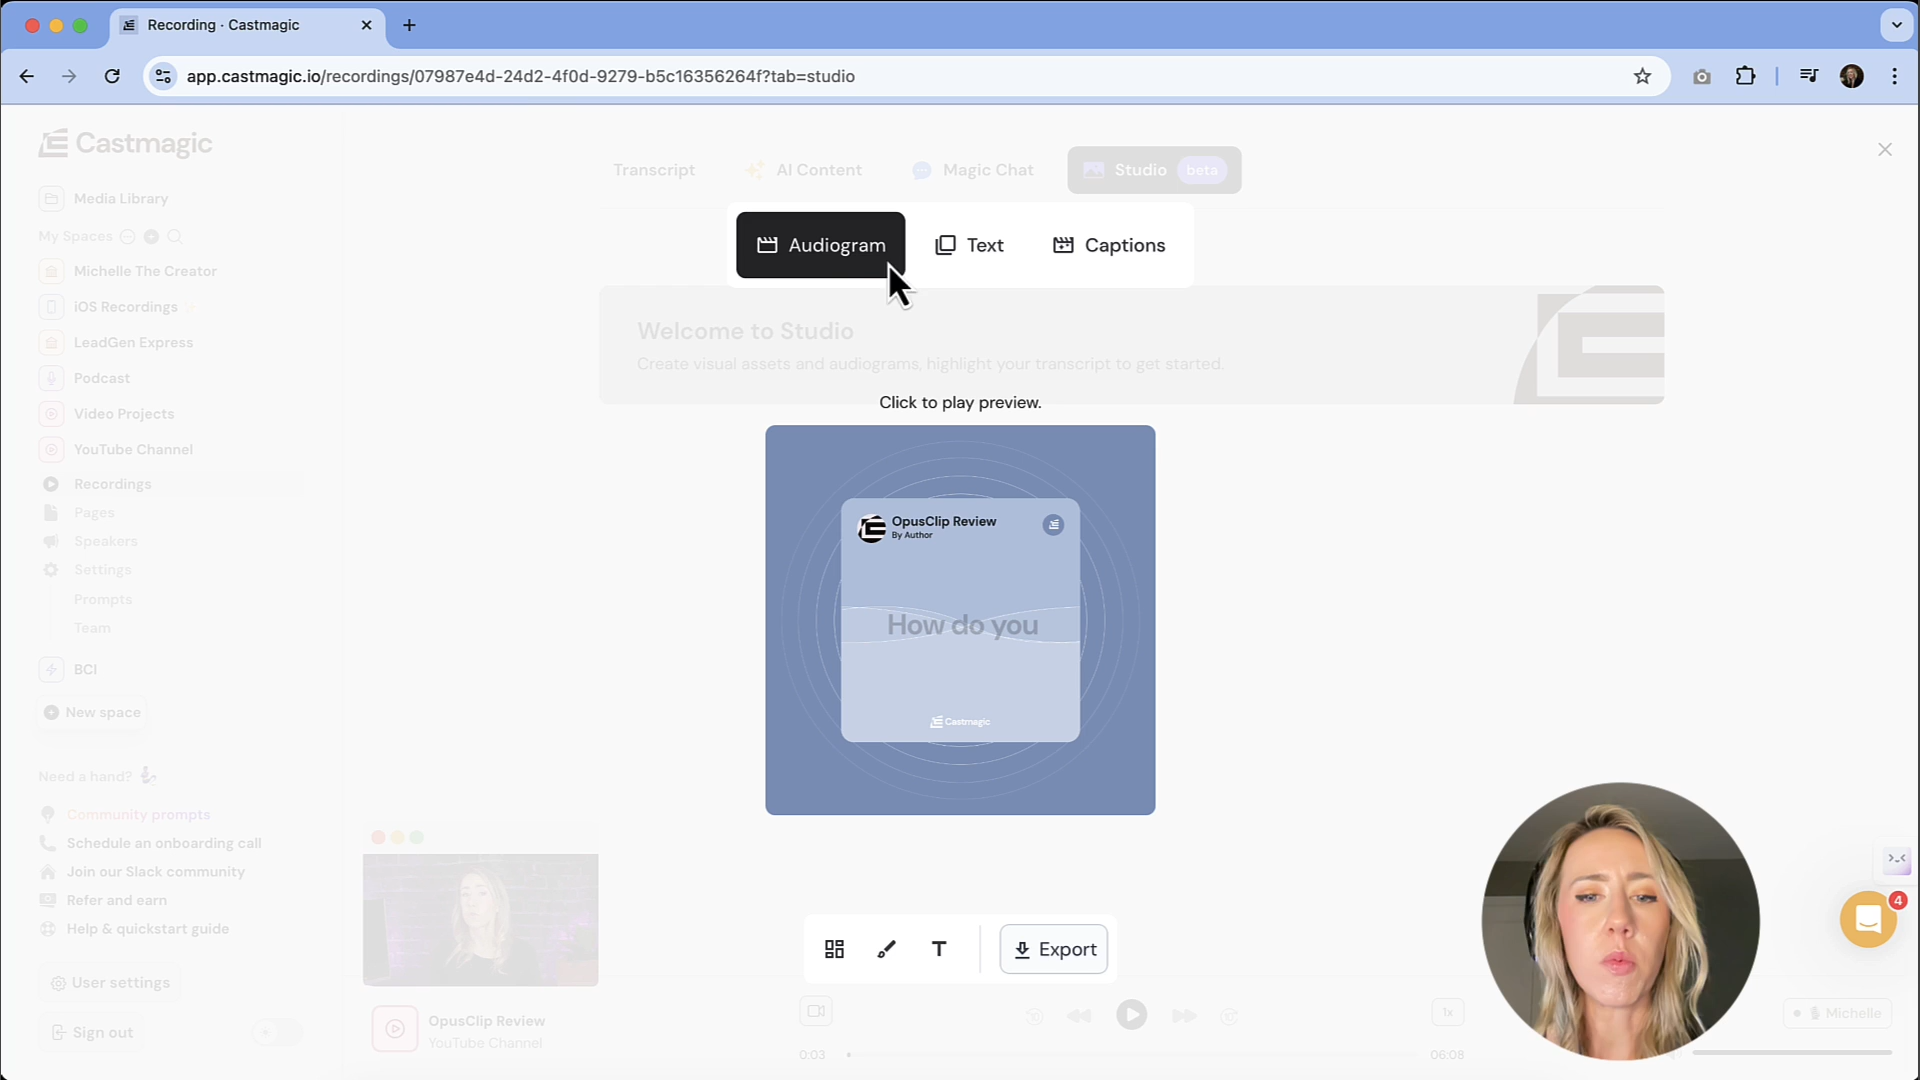 Recording · Castmagic
app.castmagic.io/recordings/07987e4d-24d2-4f0d-9279-b5c16356264f?tab=studio
Castmagic
Media Library
My Spaces
Michelle The Creator
iOS Recordings
LeadGen Express
Podcast
Video Projects
YouTube Channel
Recordings
Pages
Speakers
Settings
Prompts
Team
BCI
New space
Need a hand?
Community prompts
Schedule an onboarding call
Join our Slack community
Refer and earn
Help & quickstart guide
User settings
Sign out
Transcript
AI Content
Magic Chat
Studio beta
Audiogram
Text
Captions
Welcome to Studio
Create visual assets and audiograms, highlight your transcript to get started.
Click to play preview.
OpusClip Review
By Author
How do you
Castmagic
T
Export
OpusClip Review
YouTube Channel
0:03
06:08
1x
Michelle
4